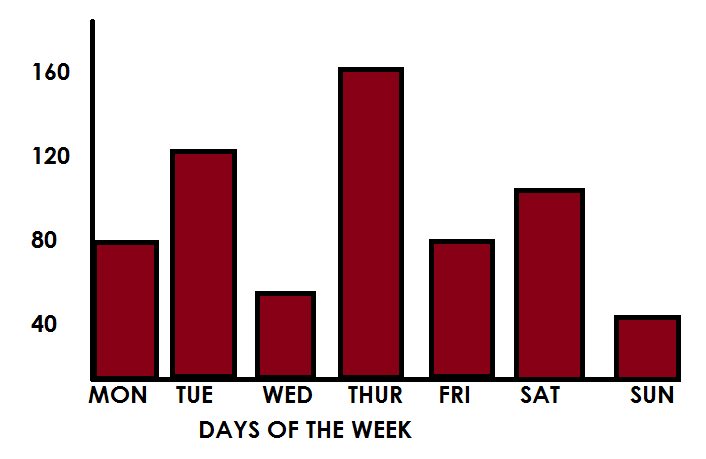 160
120
80
40
MON TUE WED THUR FRI SAT SUN
DAYS OF THE WEEK